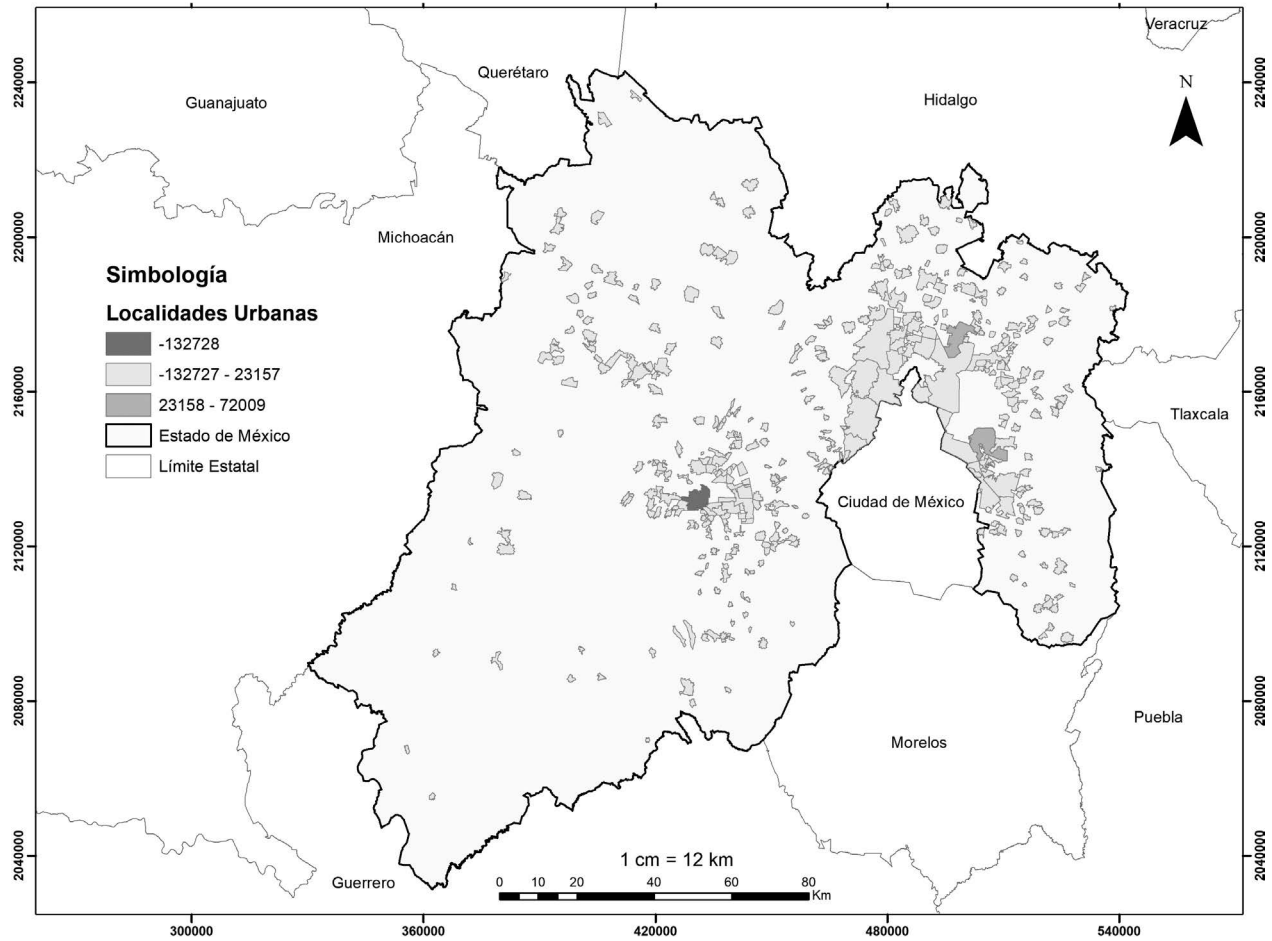 Veracruz
Querétaro
Guanajuato
Hidalgo
N
Michoacán
Simbología
Localidades Urbanas
-132728
-132727 - 23157
23158 - 72009
Estado de México
Límite Estatal
Tlaxcala
Ciudad de México
Puebla
Morelos
Guerrero
1 cm = 12 km
0 10 20 40 60 80
Km
2240000
2200000
2160000
2120000
2080000
2040000
2240000
2200000
2160000
2120000
2080000
2040000
300000 360000 420000 480000 540000